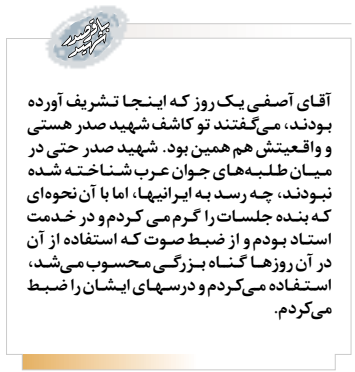 شهید
صدر
آقای آصفی یک روز که اینجا تشریف آورده
بودند، می‌گفتند تو کاشف شهید صدر هستی
و واقعیتش هم همین بود. شهید صدر حتی در
میان طلبه‌های جوان عرب شناخته شده
نبودند، چه رسد به ایرانیها، اما با آن نحوه‌ای
که بنده جلسات را گرم می کردم و در خدمت
استاد بودم و از ضبط صوت که استفاده از آن
در آن روزها گناه بزرگی محسوب می‌شد،
استفاده می‌کردم و درسهای ایشان را ضبط
می‌کردم.